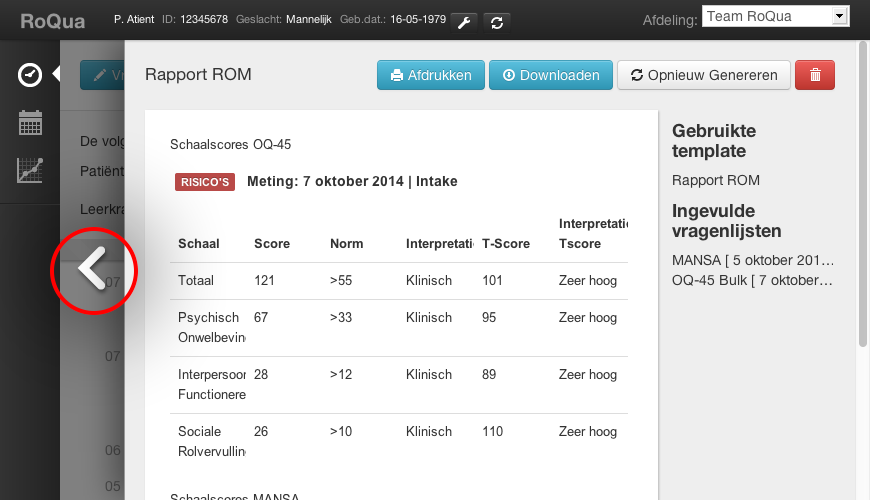 RoQua P. Atient ID: 12345678 Geslacht: Mannelijk Geb.dat.: 16-05-1979 Afdeling: Team RoQua
Rapport ROM Afdrukken Downloaden Opnieuw Genereren
De volg
Patiënt
Leerkra
07
07
06
05
Schaalscores OQ-45
RISICO'S Meting: 7 oktober 2014 | Intake
Schaal Score Norm Interpretati T-Score Interpretati Tscore
Totaal 121 >55 Klinisch 101 Zeer hoog
Psychisch 67 >33 Klinisch 95 Zeer hoog
Onwelbevin
Interpersoor 28 >12 Klinisch 89 Zeer hoog
Functionere
Sociale 26 >10 Klinisch 110 Zeer hoog
Rolvervullin
Schaalscores MANSA
Gebruikte
template
Rapport ROM
Ingevulde
vragenlijsten
MANSA [ 5 oktober 201...
OQ-45 Bulk [ 7 oktober...